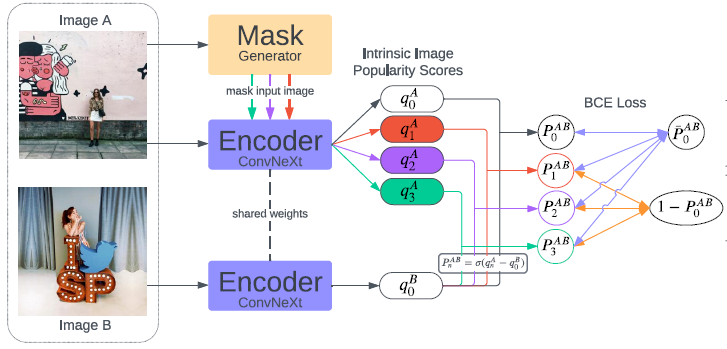 Image A
Mask
Generator
mask input image
Encoder
ConvNeXt
shared weights
Encoder
ConvNeXt
Image B
I
SP
Intrinsic Image
Popularity Scores
q_0^A
q_1^A
q_2^A
q_3^A
q_0^B
P_n^{AB} = σ(q_n^A − q_0^B)
BCE Loss
P_0^{AB}
P_1^{AB}
P_2^{AB}
P_3^{AB}
P̄_0^{AB}
1 − P_0^{AB}